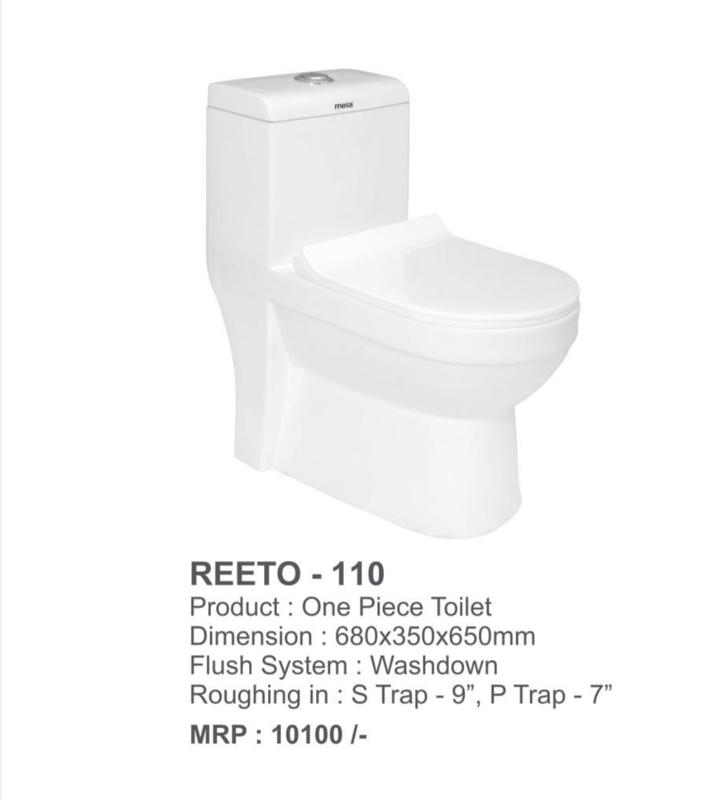 meta
REETO - 110
Product : One Piece Toilet
Dimension : 680x350x650mm
Flush System : Washdown
Roughing in : S Trap - 9”, P Trap - 7”
MRP : 10100 /-